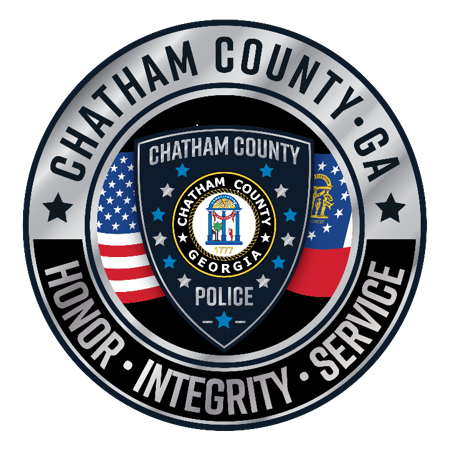 CHATHAM COUNTY • GA
CHATHAM COUNTY
CHATHAM COUNTY
1777
GEORGIA
POLICE
HONOR • INTEGRITY • SERVICE